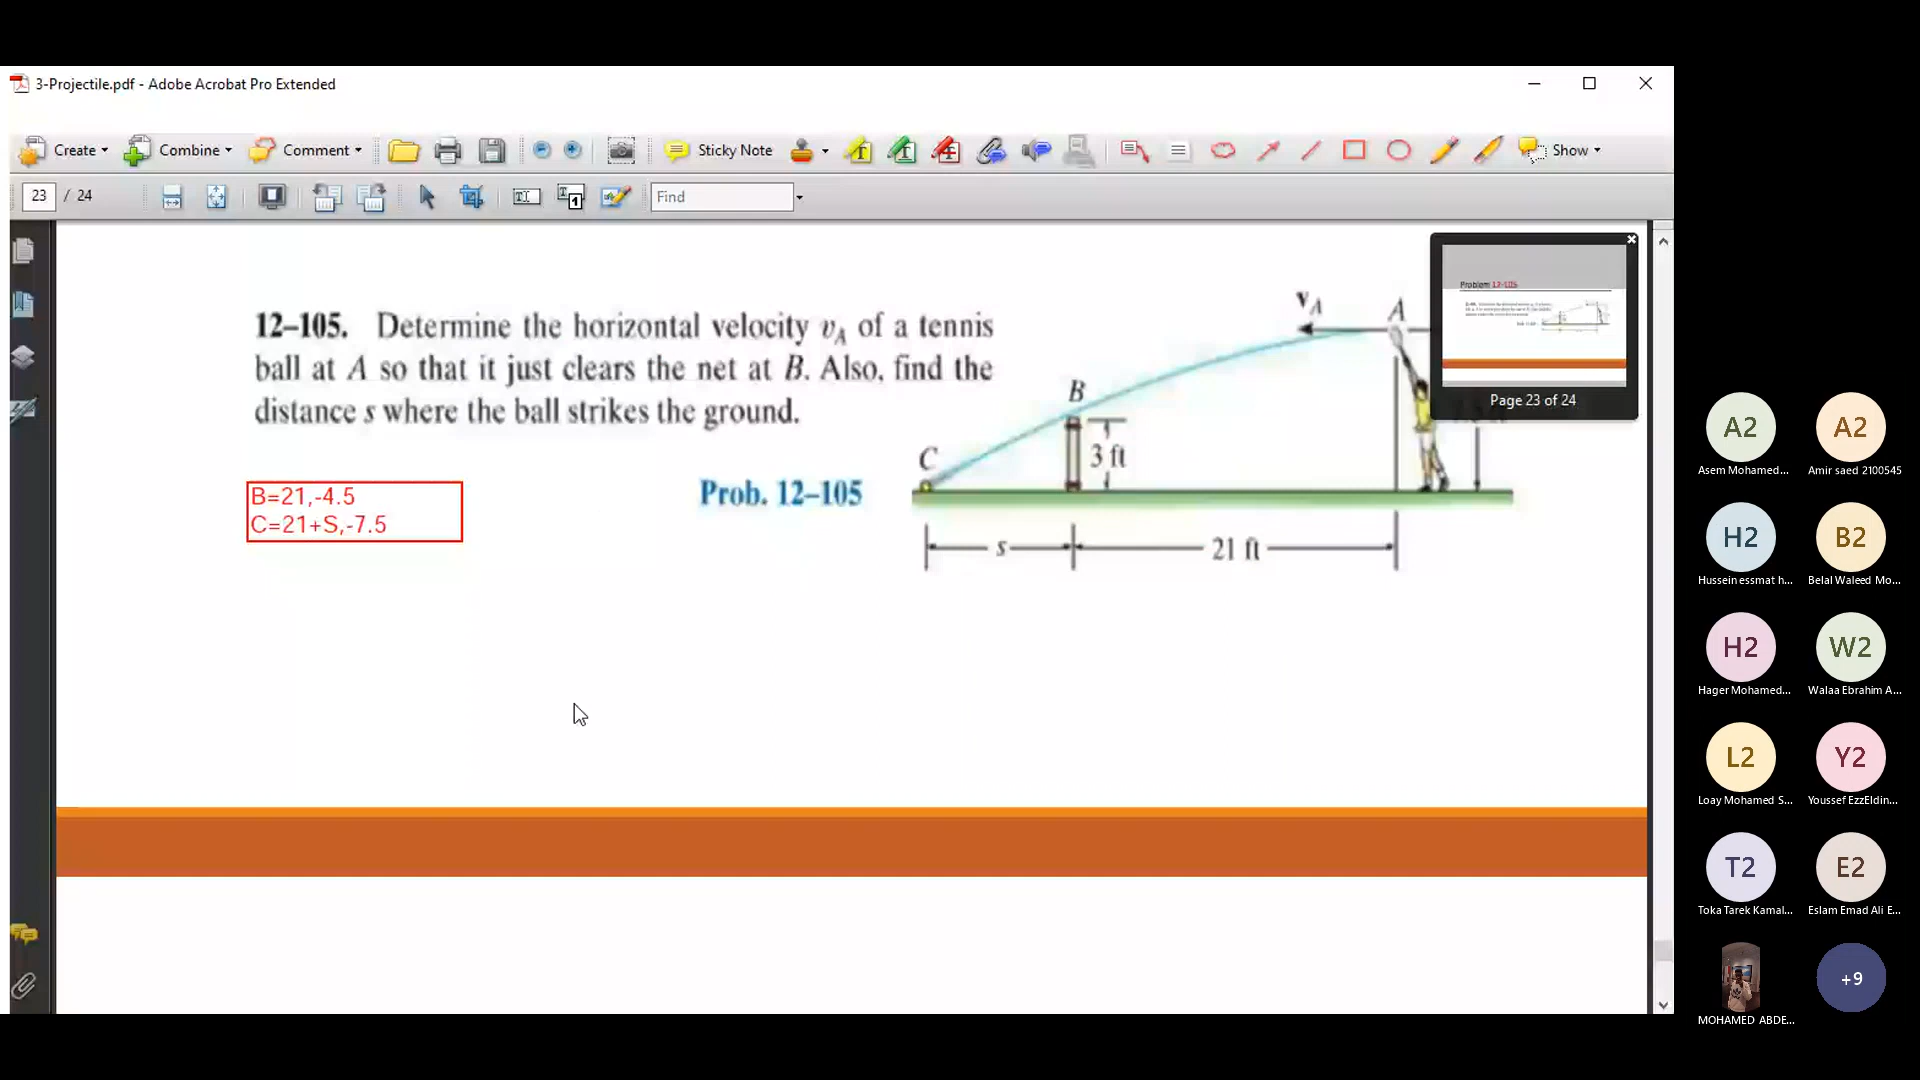 3-Projectile.pdf - Adobe Acrobat Pro Extended
Create
Combine
Comment
Sticky Note
Show
23 / 24
Find
12–105. Determine the horizontal velocity vA of a tennis
ball at A so that it just clears the net at B. Also, find the
distance s where the ball strikes the ground.
B=21,-4.5
C=21+S,-7.5
Prob. 12–105
vA
A
B
C
3 ft
s
21 ft
Problem 12-105
Page 23 of 24
A2
Asem Mohamed...
A2
Amir saed 2100545
H2
Hussein essmat h...
B2
Belal Waleed Mo...
H2
Hager Mohamed...
W2
Walaa Ebrahim A...
L2
Loay Mohamed S...
Y2
Youssef EzzEldin...
T2
Toka Tarek Kamal...
E2
Eslam Emad Ali E...
MOHAMED ABDE...
+9